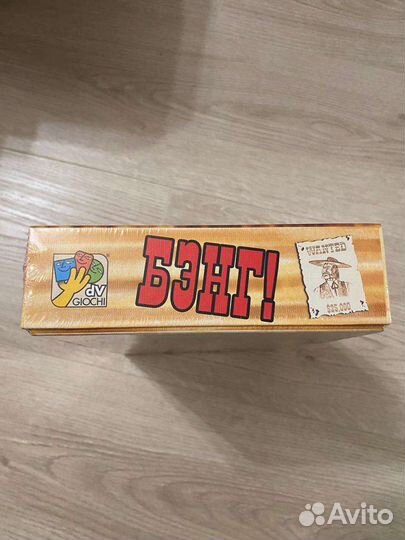 dV
GIOCHI
БЭНГ!
WANTED
$25.000
Avito